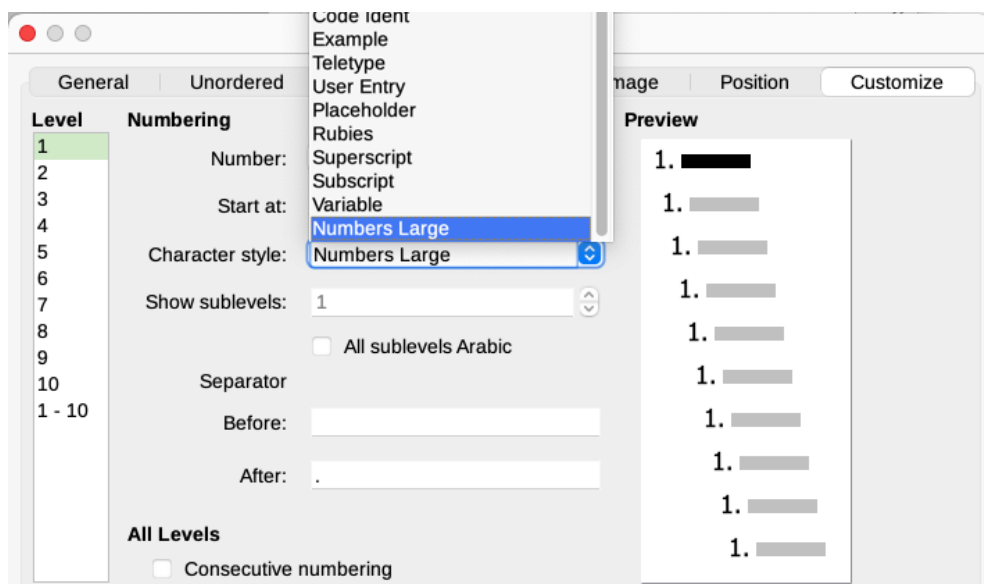 Code Ident
Example
Teletype
User Entry
Placeholder
Rubies
Superscript
Subscript
Variable
Numbers Large
General Unordered Position Customize
Level
1
2
3
4
5
6
7
8
9
10
1 - 10
Numbering
Number:
Start at:
Character style: Numbers Large
Show sublevels: 1
All sublevels Arabic
Separator
Before:
After: .
All Levels
Consecutive numbering
Preview
1.
1.
1.
1.
1.
1.
1.
1.
1.
1.